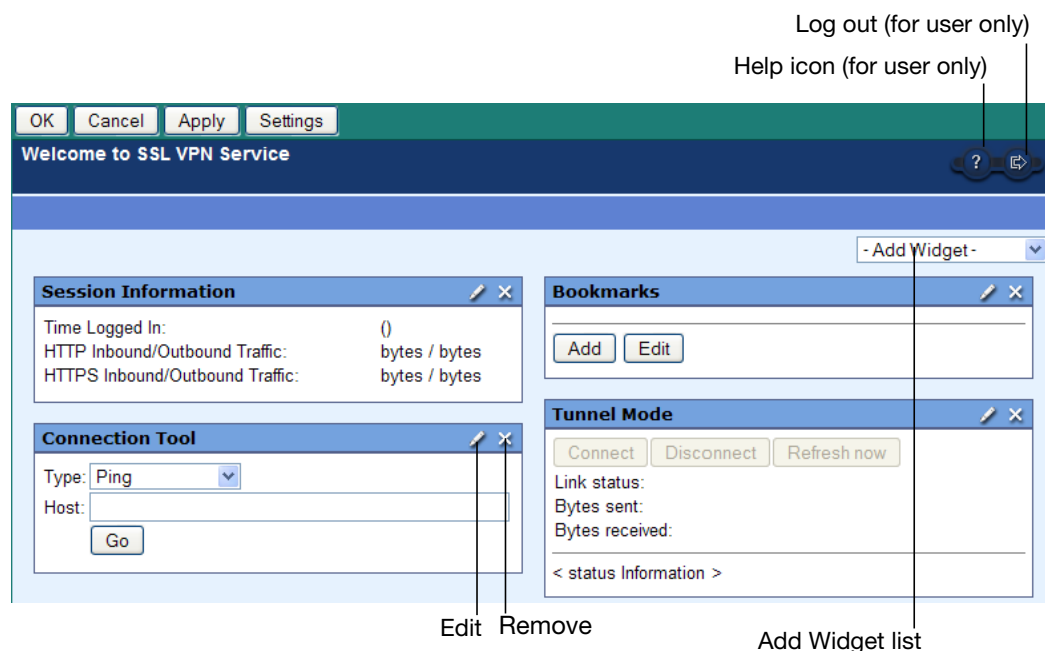 Log out (for user only)
Help icon (for user only)
OK Cancel Apply Settings
Welcome to SSL VPN Service
?
- Add Widget -
Session Information
Time Logged In: ()
HTTP Inbound/Outbound Traffic: bytes / bytes
HTTPS Inbound/Outbound Traffic: bytes / bytes
Connection Tool
Type: Ping
Host:
Go
Bookmarks
Add Edit
Tunnel Mode
Connect Disconnect Refresh now
Link status:
Bytes sent:
Bytes received:
< status Information >
Edit Remove
Add Widget list